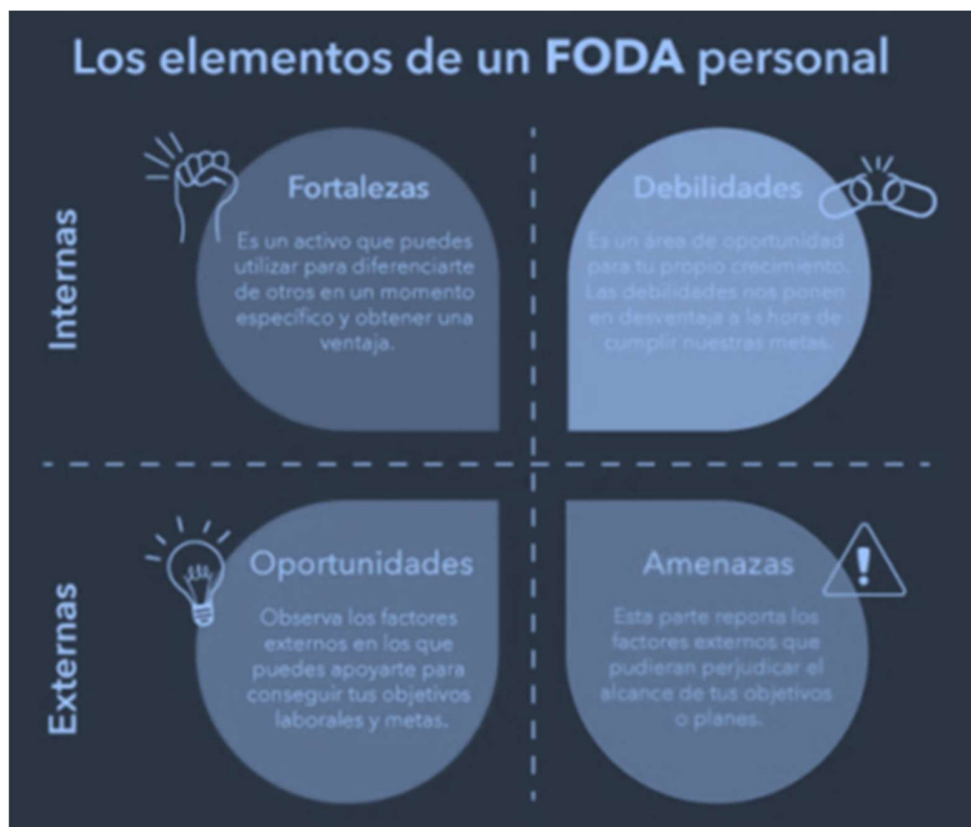 Los elementos de un FODA personal
Internas
Fortalezas
Es un activo que puedes
utilizar para diferenciarte
de otros en un momento
específico y obtener una
ventaja.
Debilidades
Es un área de oportunidad
para tu propio crecimiento.
Las debilidades nos ponen
en desventaja a la hora de
cumplir nuestras metas.
Externas
Oportunidades
Observa los factores
externos en los que
puedes apoyarte para
conseguir tus objetivos
laborales y metas.
Amenazas
Esta parte reporta los
factores externos que
pudieran perjudicar el
alcance de tus objetivos
o planes.